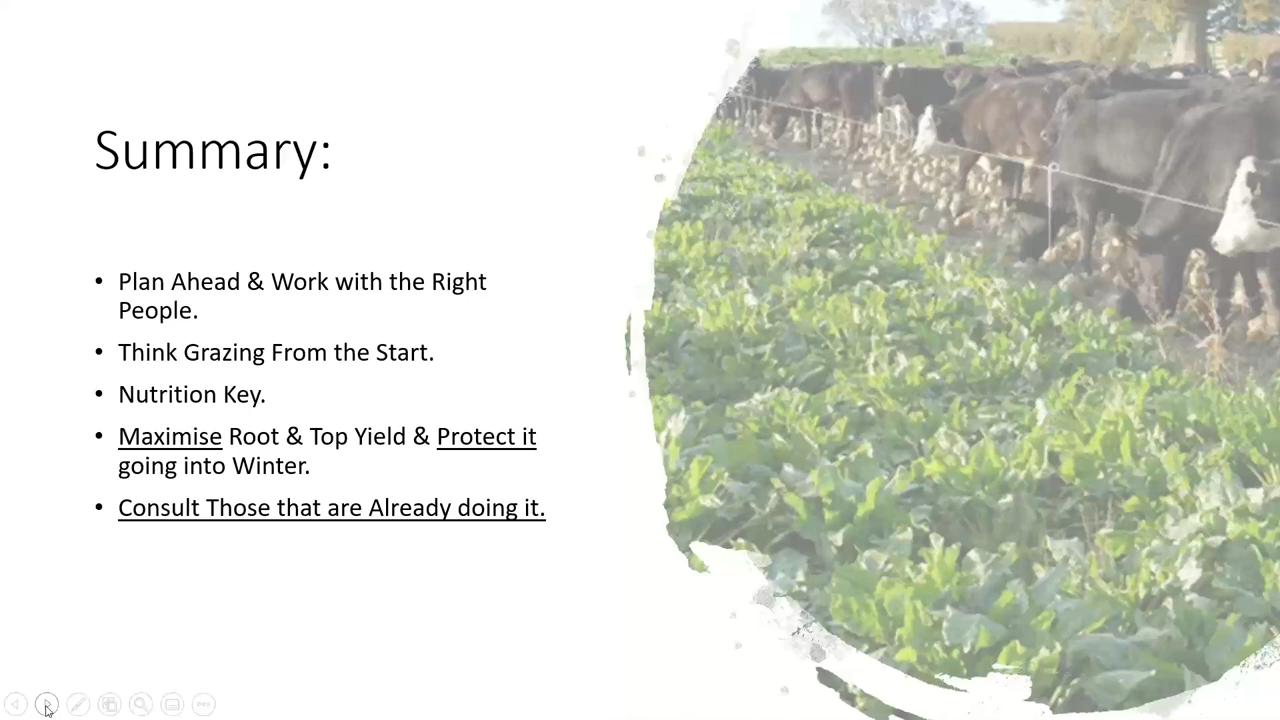 Summary:
• Plan Ahead & Work with the Right
People.
• Think Grazing From the Start.
• Nutrition Key.
• Maximise Root & Top Yield & Protect it
going into Winter.
• Consult Those that are Already doing it.